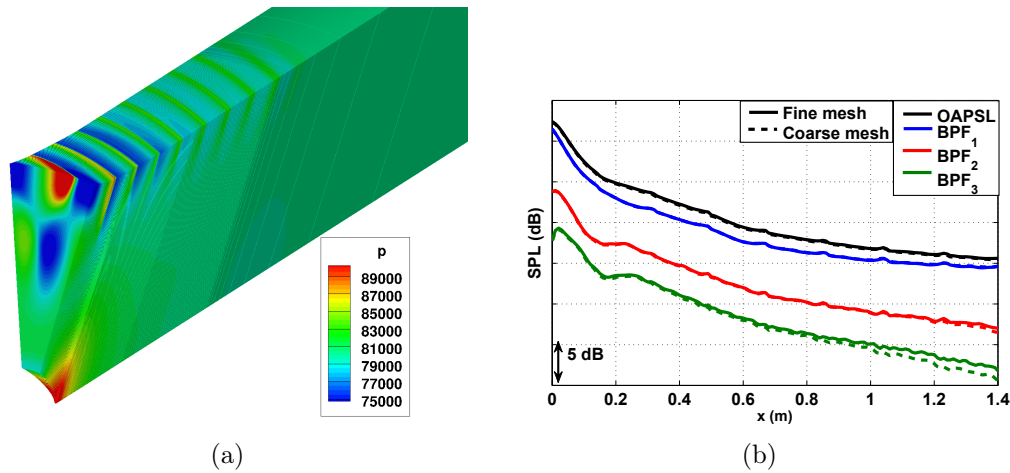 p
89000
87000
85000
83000
81000
79000
77000
75000
(a)
Fine mesh
Coarse mesh
OAPSL
BPF1
BPF2
BPF3
SPL (dB)
5 dB
0 0.2 0.4 0.6 0.8 1 1.2 1.4
x (m)
(b)